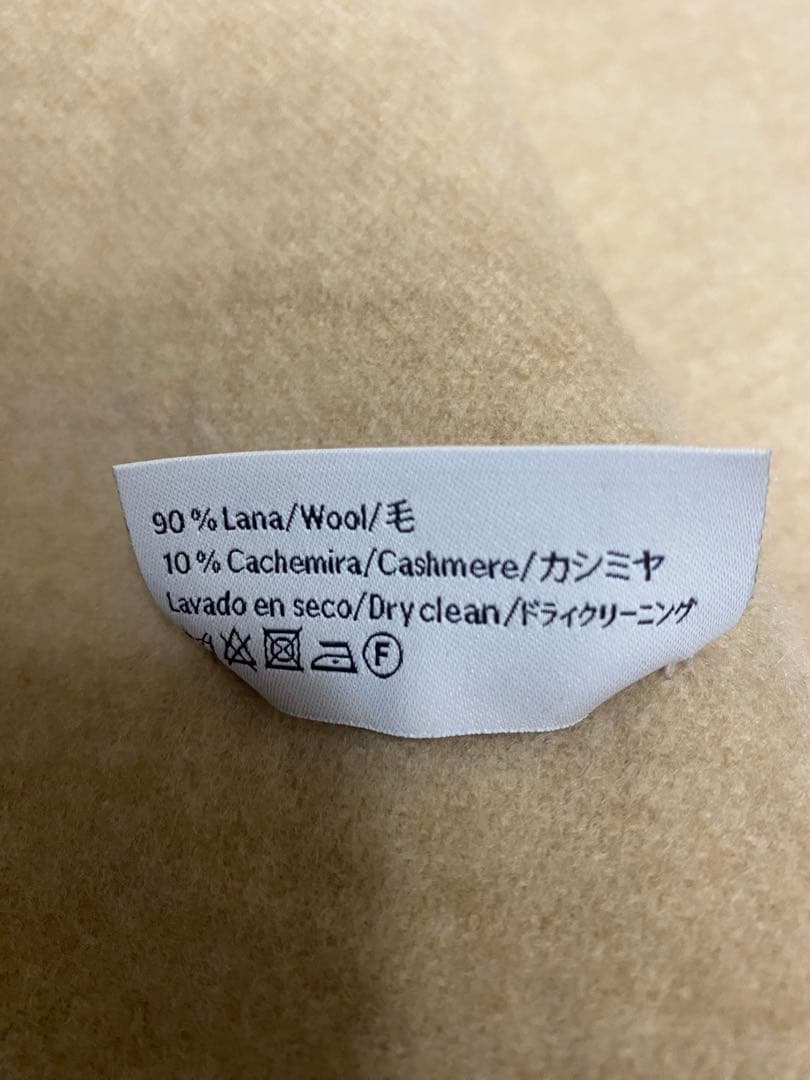 90 % Lana/Wool/毛
10 % Cachemira/Cashmere/カシミヤ
Lavado en seco/Dry clean/ドライクリーニング
F